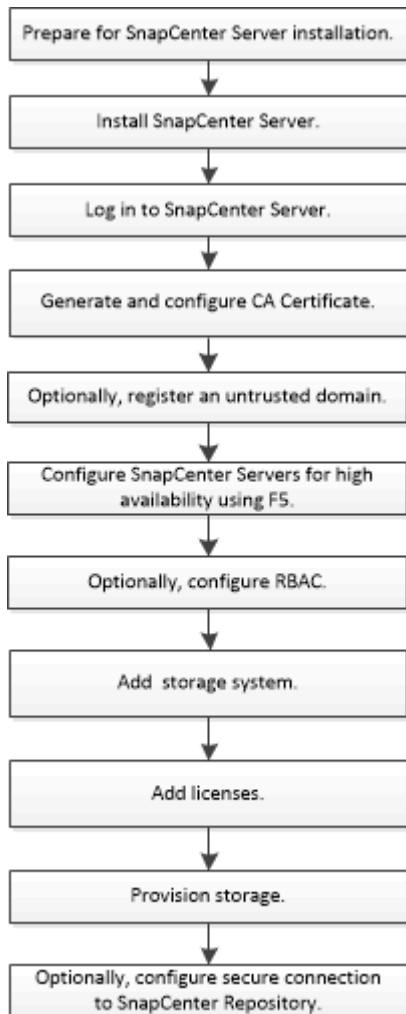 Prepare for SnapCenter Server installation.
Install SnapCenter Server.
Log in to SnapCenter Server.
Generate and configure CA Certificate.
Optionally, register an untrusted domain.
Configure SnapCenter Servers for high
availability using F5.
Optionally, configure RBAC.
Add storage system.
Add licenses.
Provision storage.
Optionally, configure secure connection
to SnapCenter Repository.